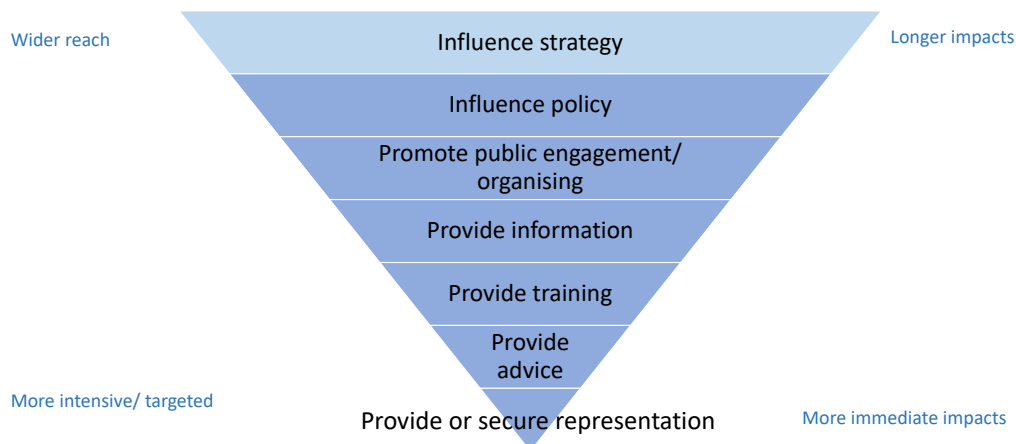 Wider reach
Influence strategy
Longer impacts
Influence policy
Promote public engagement/
organising
Provide information
Provide training
Provide
advice
More intensive/ targeted
Provide or secure representation
More immediate impacts